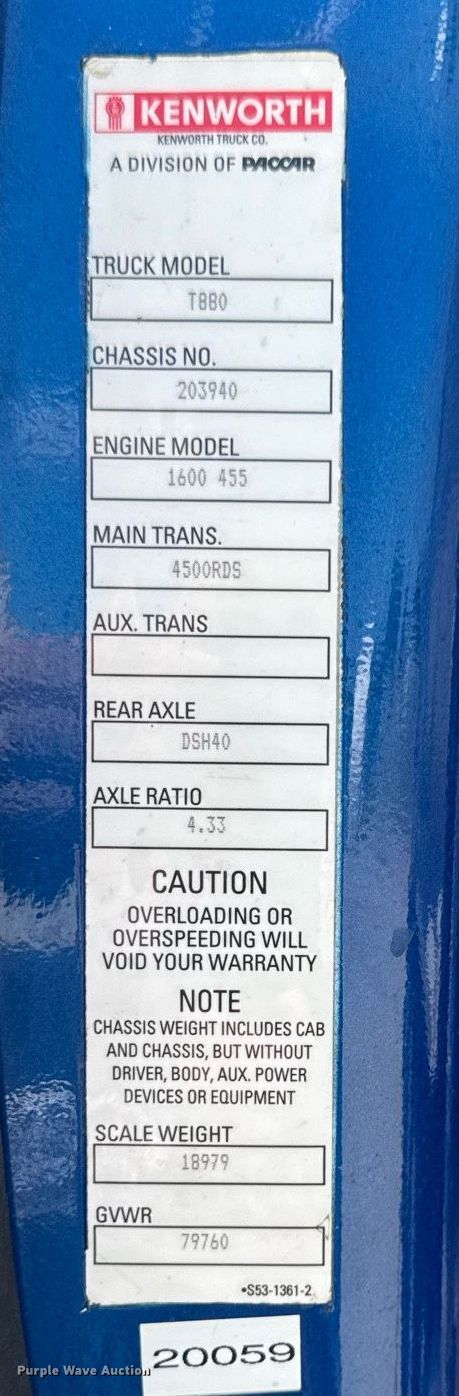 KENWORTH
KENWORTH TRUCK CO.
A DIVISION OF PACCAR
TRUCK MODEL
T880
CHASSIS NO.
203940
ENGINE MODEL
1600 455
MAIN TRANS.
4500RDS
AUX. TRANS
REAR AXLE
DSH40
AXLE RATIO
4.33
CAUTION
OVERLOADING OR
OVERSPEEDING WILL
VOID YOUR WARRANTY
NOTE
CHASSIS WEIGHT INCLUDES CAB
AND CHASSIS, BUT WITHOUT
DRIVER, BODY, AUX. POWER
DEVICES OR EQUIPMENT
SCALE WEIGHT
18979
GVWR
79760
•S53-1361-2
20059
Purple Wave Auction